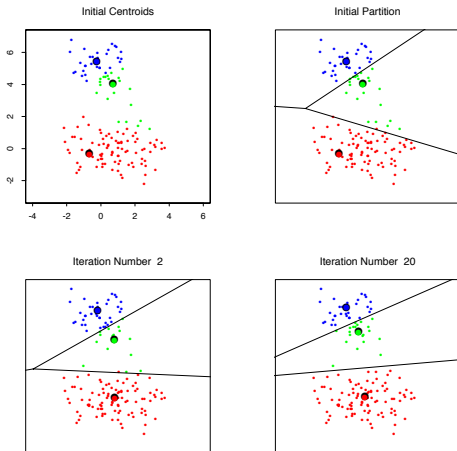 Initial Centroids
Initial Partition
6
4
2
0
-2
-4
-2
0
2
4
6
Iteration Number 2
Iteration Number 20